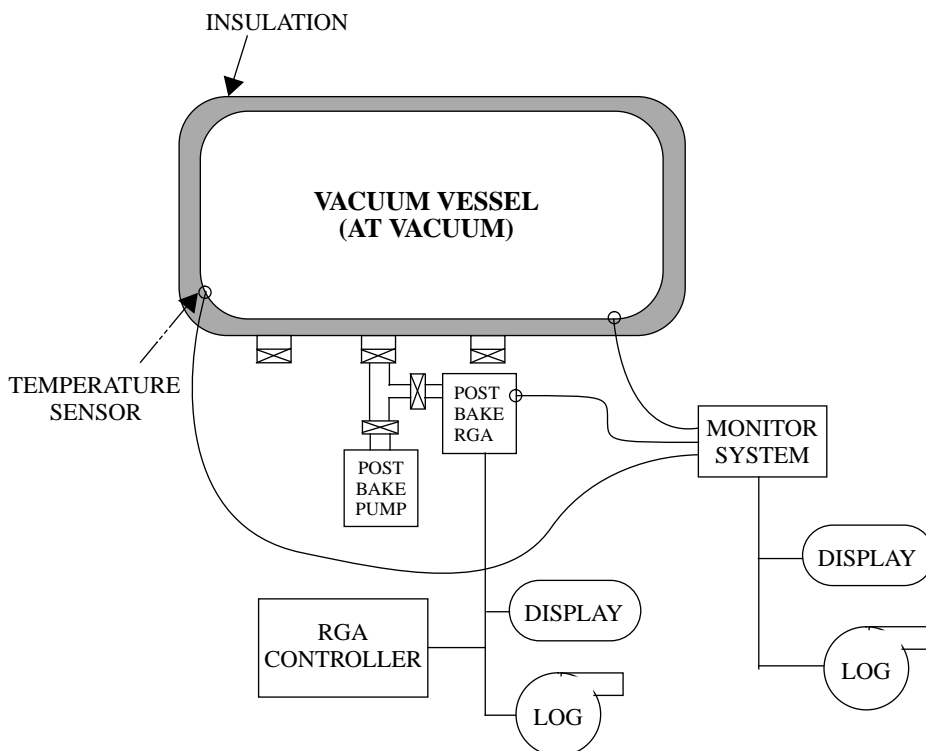 INSULATION
VACUUM VESSEL
(AT VACUUM)
TEMPERATURE
SENSOR
POST
BAKE
RGA
POST
BAKE
PUMP
MONITOR
SYSTEM
DISPLAY
LOG
RGA
CONTROLLER
DISPLAY
LOG